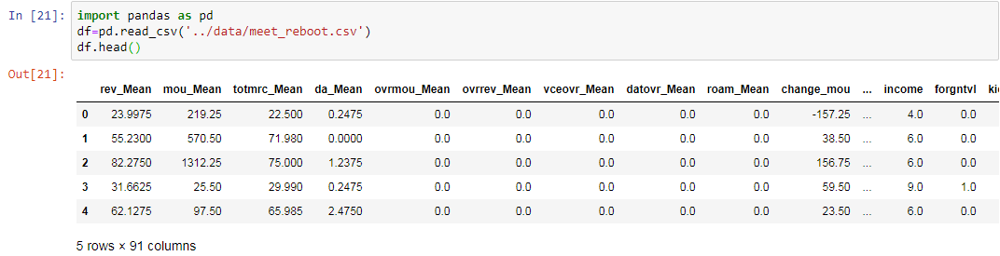 In [21]: import pandas as pd
df=pd.read_csv('../data/meet_reboot.csv')
df.head()
Out[21]:
rev_Mean mou_Mean totmrc_Mean da_Mean ovrmou_Mean ovrrev_Mean vceovr_Mean datovr_Mean roam_Mean change_mou ... income forgntvl
0 23.9975 219.25 22.500 0.2475 0.0 0.0 0.0 0.0 0.0 -157.25 ... 4.0 0.0
1 55.2300 570.50 71.980 0.0000 0.0 0.0 0.0 0.0 0.0 38.50 ... 6.0 0.0
2 82.2750 1312.25 75.000 1.2375 0.0 0.0 0.0 0.0 0.0 156.75 ... 6.0 0.0
3 31.6625 25.50 29.990 0.2475 0.0 0.0 0.0 0.0 0.0 59.50 ... 9.0 1.0
4 62.1275 97.50 65.985 2.4750 0.0 0.0 0.0 0.0 0.0 23.50 ... 6.0 0.0
5 rows × 91 columns